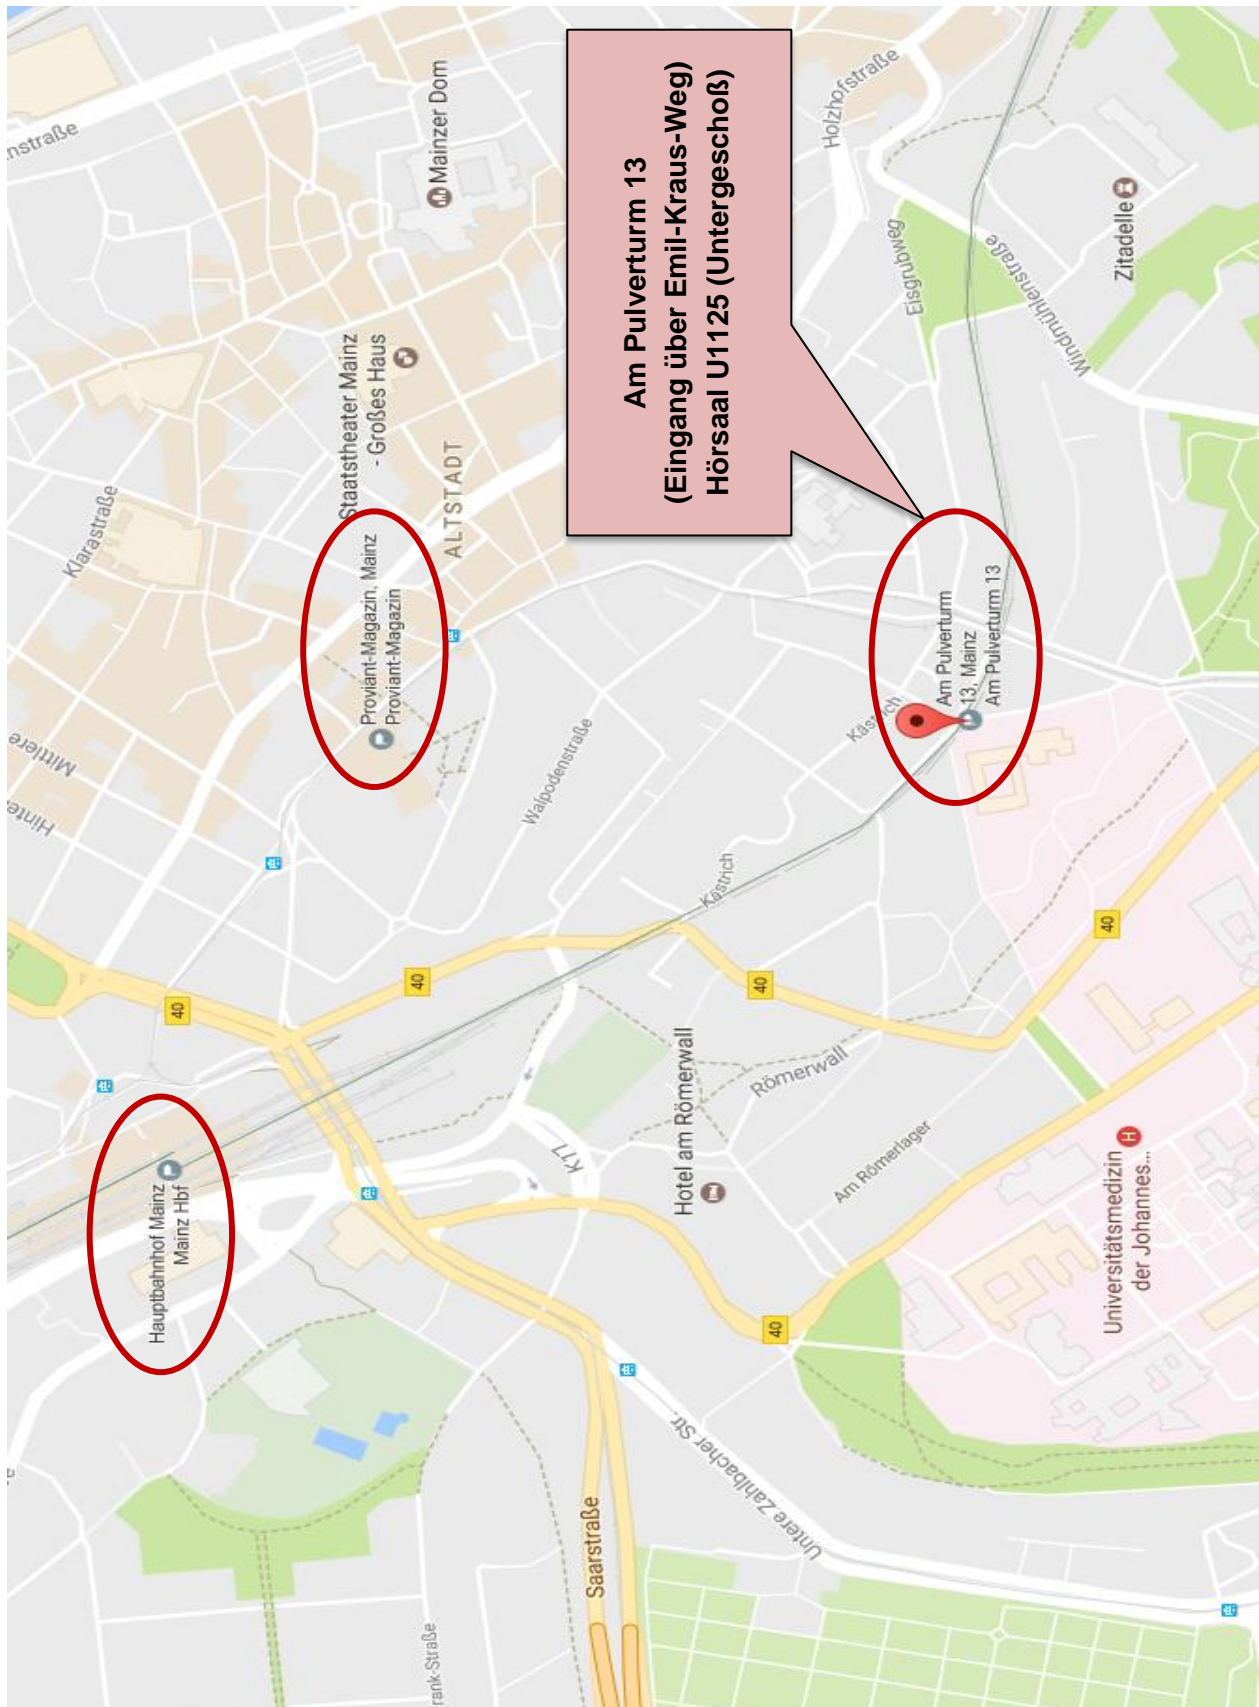 Am Pulverturm 13
(Eingang über Emil-Kraus-Weg)
Hörsaal U1125 (Untergeschoß)
Hauptbahnhof Mainz
Mainz Hbf
Proviant-Magazin, Mainz
Proviant-Magazin
Am Pulverturm
13, Mainz
Am Pulverturm 13
Staatstheater Mainz
- Großes Haus
ALTSTADT
Mainzer Dom
Klarastraße
Mittlere
Walpodenstraße
Kästrich
Kästrich
Holzhofstraße
Eisgrubweg
Windmühlenstraße
Zitadelle
40
40
40
40
40
K17
Hotel am Römerwall
Römerwall
Am Römerlager
Universitätsmedizin
der Johannes...
H
Saarstraße
Untere Zahlbacher Str.